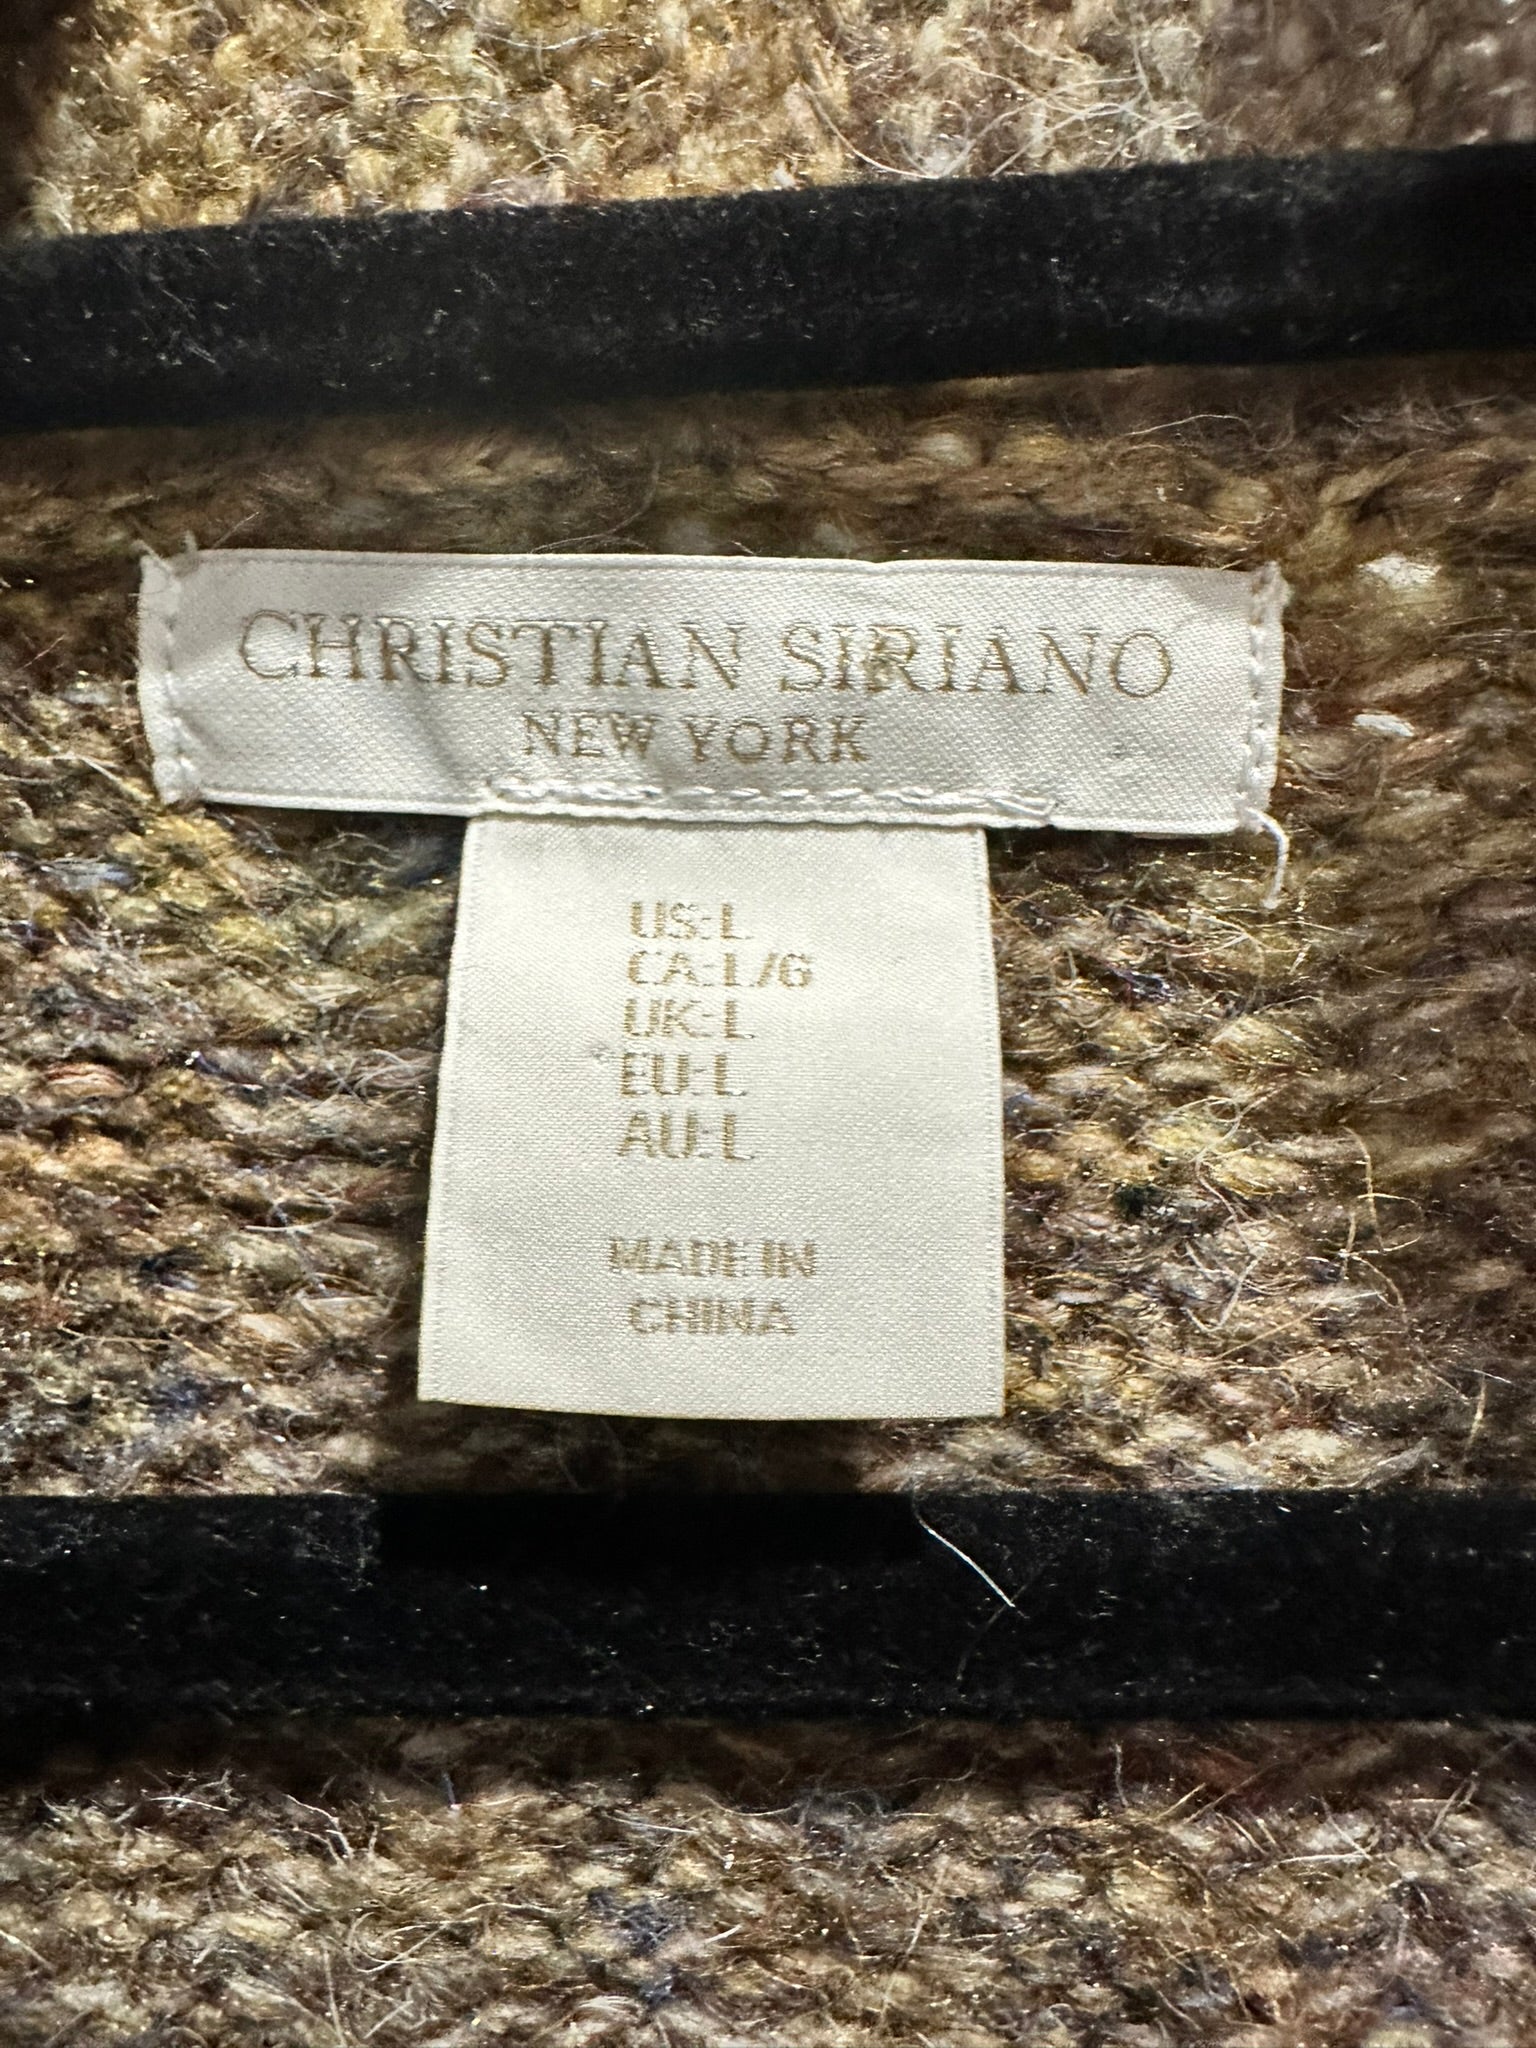 CHRISTIAN SIRIANO
NEW YORK
US: L
CA: L/G
UK: L
EU: L
AU: L
MADE IN
CHINA